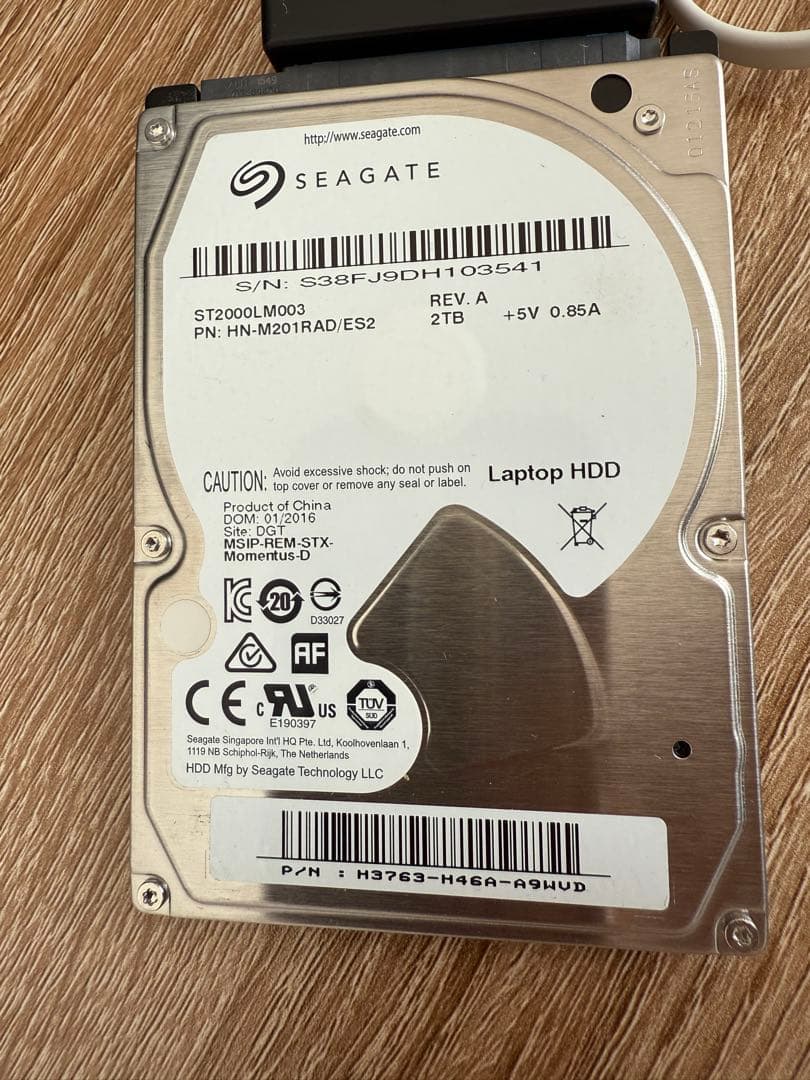 http://www.seagate.com
SEAGATE
S/N: S38FJ9DH103541
ST2000LM003 REV. A
PN: HN-M201RAD/ES2 2TB +5V 0.85A
CAUTION: Avoid excessive shock; do not push on
top cover or remove any seal or label.
Laptop HDD
Product of China
DOM: 01/2016
Site: DGT
MSIP-REM-STX-
Momentus-D
20
D33027
AF
CE c RU ® US
E190397
TÜV
SÜD
Seagate Singapore Int'l HQ Pte. Ltd, Koolhovenlaan 1,
1119 NB Schiphol-Rijk, The Netherlands
HDD Mfg by Seagate Technology LLC
P/N : H3763-H46A-A9WVD